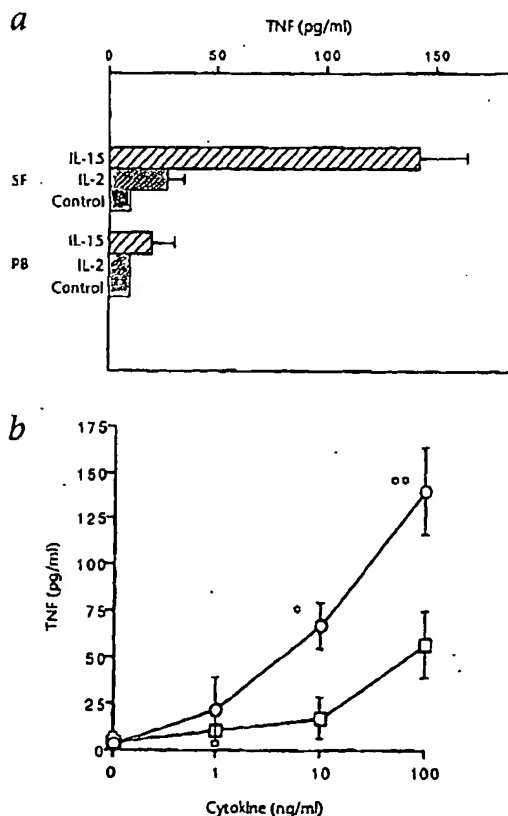 a
TNF (pg/ml)
0 50 100 150
IL-15
SF IL-2
Control
IL-15
PB IL-2
Control
b
175
150
125
75
50
25
0
TNF (pg/ml)
0 1 10 100
Cytokine (ng/ml)